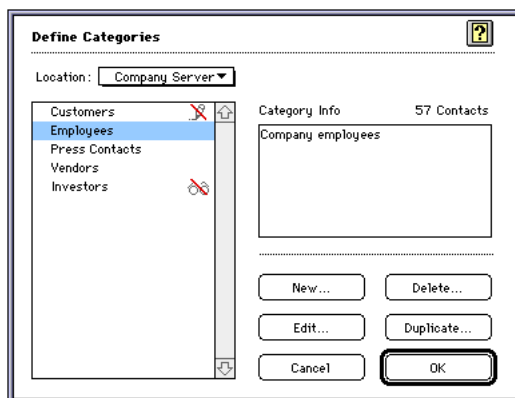 Define Categories
?
Location: Company Server
Customers
Employees
Press Contacts
Vendors
Investors
Category Info 57 Contacts
Company employees
New... Delete...
Edit... Duplicate...
Cancel OK